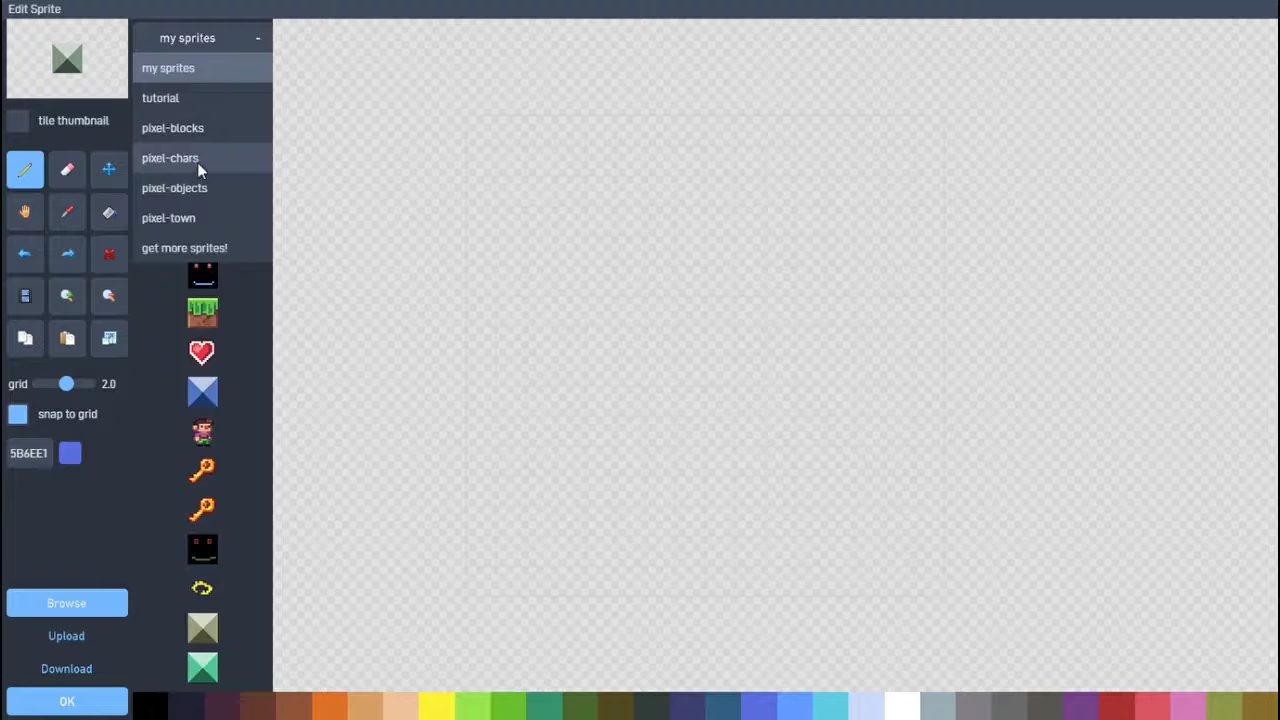 Edit Sprite
my sprites -
my sprites
tile thumbnail
tutorial
pixel-blocks
pixel-chars
pixel-objects
pixel-town
get more sprites!
grid 2.0
snap to grid
5B6EE1
Browse
Upload
Download
OK